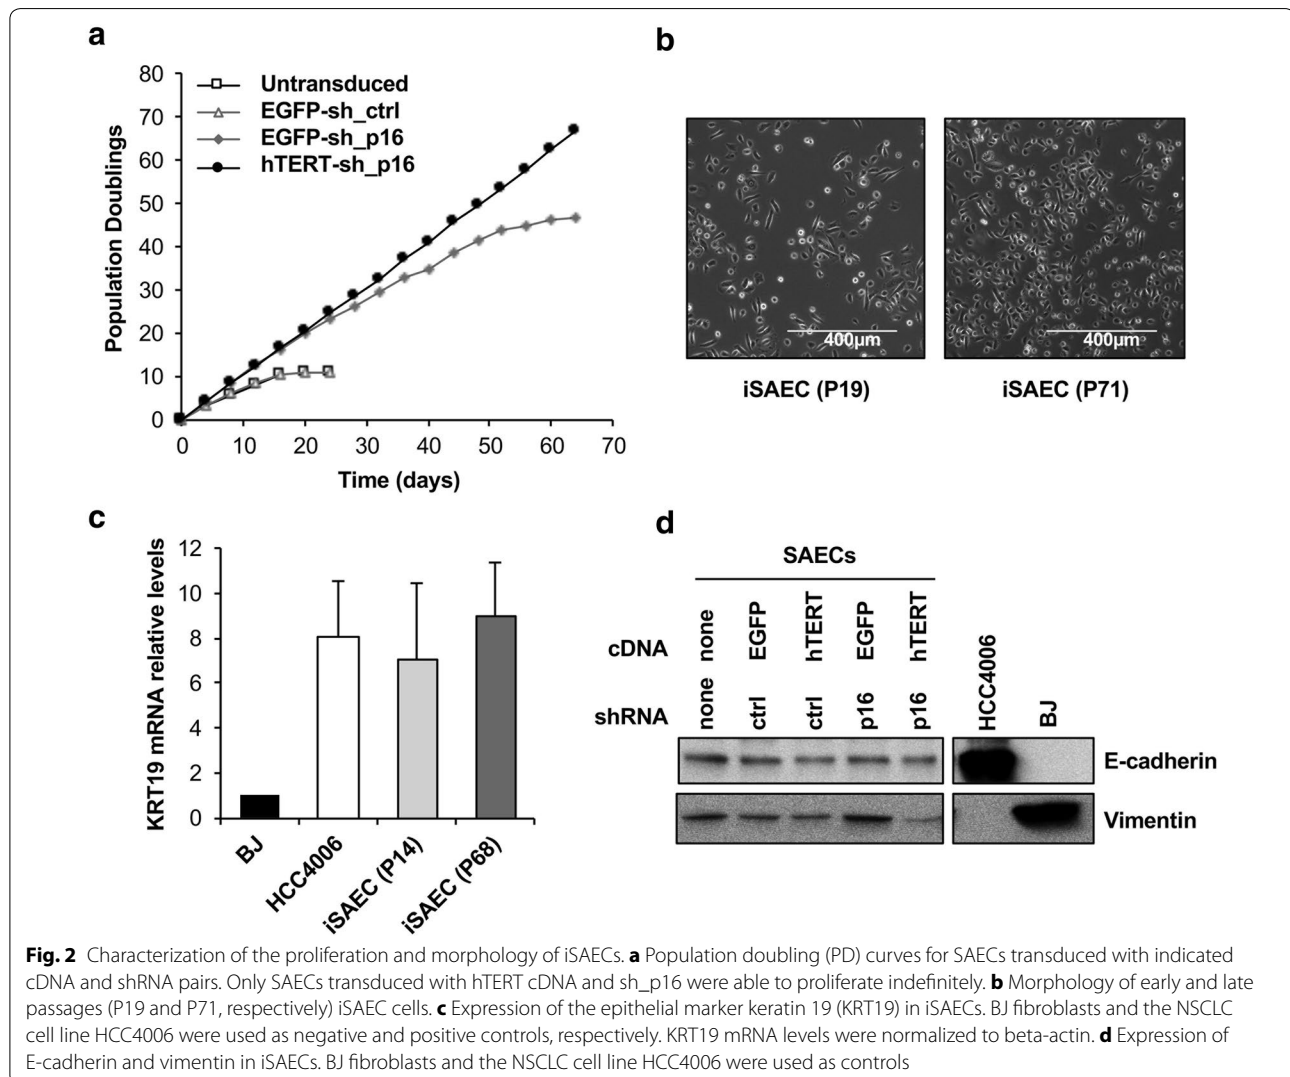 a
80
70
60
50
40
30
20
10
0
Population Doublings
Untransduced
EGFP-sh_ctrl
EGFP-sh_p16
hTERT-sh_p16
0 10 20 30 40 50 60 70
Time (days)
b
400µm
400µm
iSAEC (P19)
iSAEC (P71)
c
12
10
8
6
4
2
0
KRT19 mRNA relative levels
BJ
HCC4006
iSAEC (P14)
iSAEC (P68)
d
SAECs
cDNA none EGFP hTERT EGFP hTERT
shRNA none ctrl ctrl p16 p16
HCC4006
BJ
E-cadherin
Vimentin
Fig. 2 Characterization of the proliferation and morphology of iSAECs. a Population doubling (PD) curves for SAECs transduced with indicated
cDNA and shRNA pairs. Only SAECs transduced with hTERT cDNA and sh_p16 were able to proliferate indefinitely. b Morphology of early and late
passages (P19 and P71, respectively) iSAEC cells. c Expression of the epithelial marker keratin 19 (KRT19) in iSAECs. BJ fibroblasts and the NSCLC
cell line HCC4006 were used as negative and positive controls, respectively. KRT19 mRNA levels were normalized to beta-actin. d Expression of
E-cadherin and vimentin in iSAECs. BJ fibroblasts and the NSCLC cell line HCC4006 were used as controls